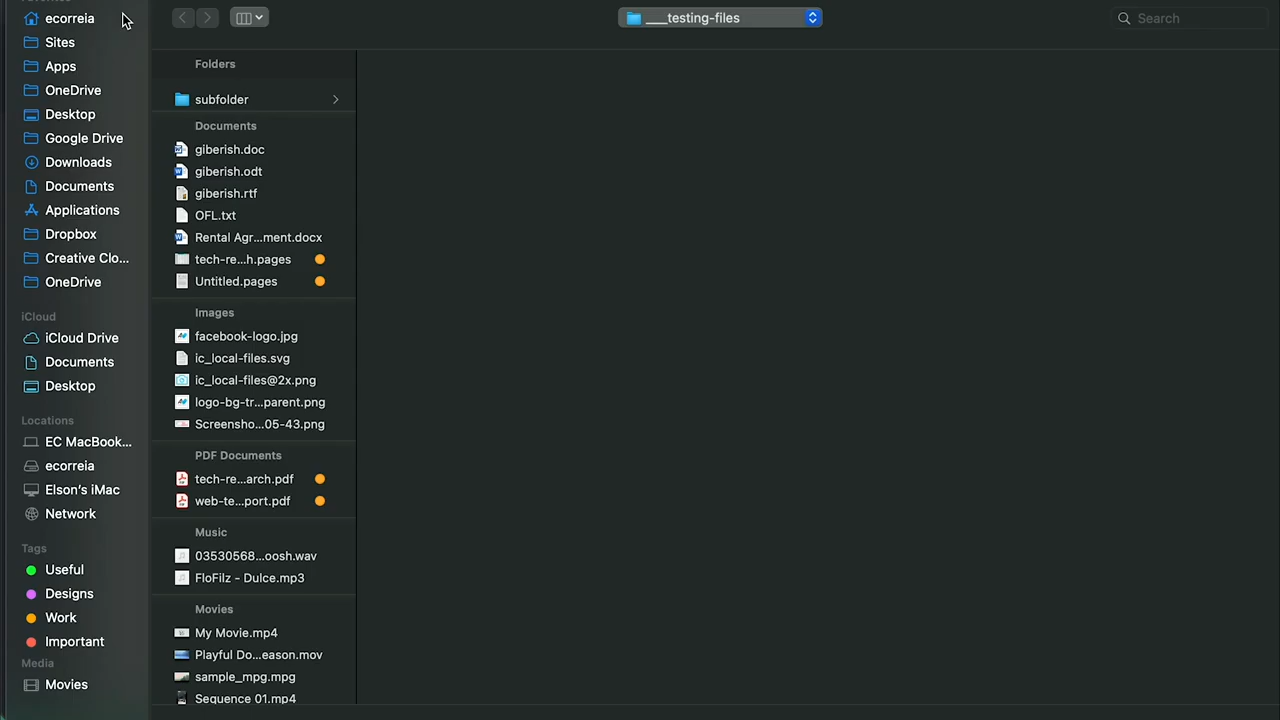 ecorreia
Sites
Apps
OneDrive
Desktop
Google Drive
Downloads
Documents
Applications
Dropbox
Creative Clo...
OneDrive
iCloud
iCloud Drive
Documents
Desktop
Locations
EC MacBook...
ecorreia
Elson's iMac
Network
Tags
Useful
Designs
Work
Important
Media
Movies
___testing-files
Search
Folders
subfolder
Documents
giberish.doc
giberish.odt
giberish.rtf
OFL.txt
Rental Agr...ment.docx
tech-re...h.pages
Untitled.pages
Images
facebook-logo.jpg
ic_local-files.svg
ic_local-files@2x.png
logo-bg-tr...parent.png
Screensho...05-43.png
PDF Documents
tech-re...arch.pdf
web-te...port.pdf
Music
03530568...oosh.wav
FloFilz - Dulce.mp3
Movies
My Movie.mp4
Playful Do...eason.mov
sample_mpg.mpg
Sequence 01.mp4